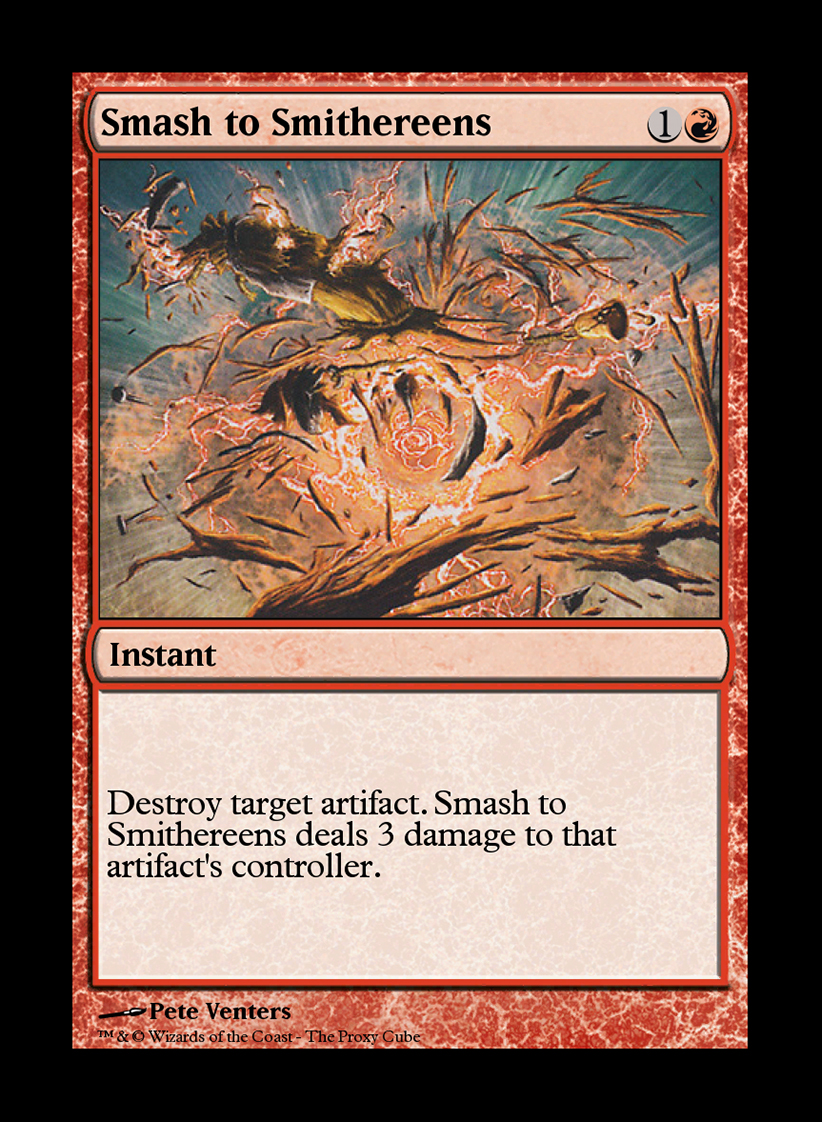 Smash to Smithereens 1
Instant
Destroy target artifact. Smash to
Smithereens deals 3 damage to that
artifact's controller.
Pete Venters
™ & © Wizards of the Coast - The Proxy Cube